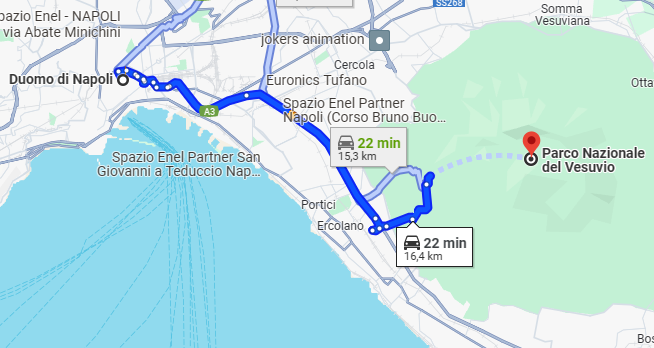 pazio Enel - NAPOLI
via Abate Minichini
SS268
Somma
Vesuviana
jokers animation
Cercola
Duomo di Napoli
Euronics Tufano
Otta
A3
Spazio Enel Partner
Napoli (Corso Bruno Buo...
22 min
15,3 km
Parco Nazionale
del Vesuvio
Spazio Enel Partner San
Giovanni a Teduccio Nap...
Portici
Ercolano
22 min
16,4 km
Bos